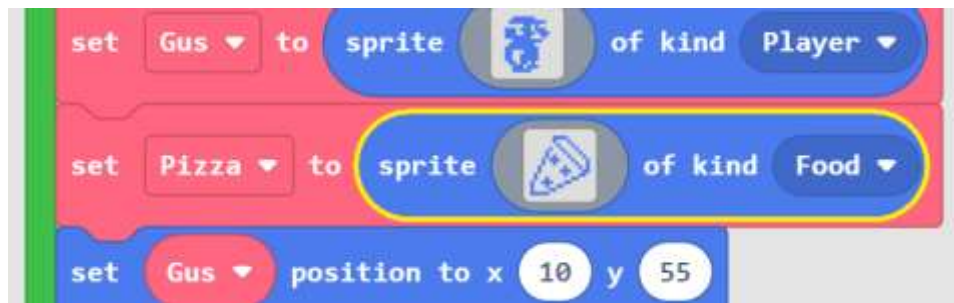 set Gus to sprite of kind Player
set Pizza to sprite of kind Food
set Gus position to x 10 y 55